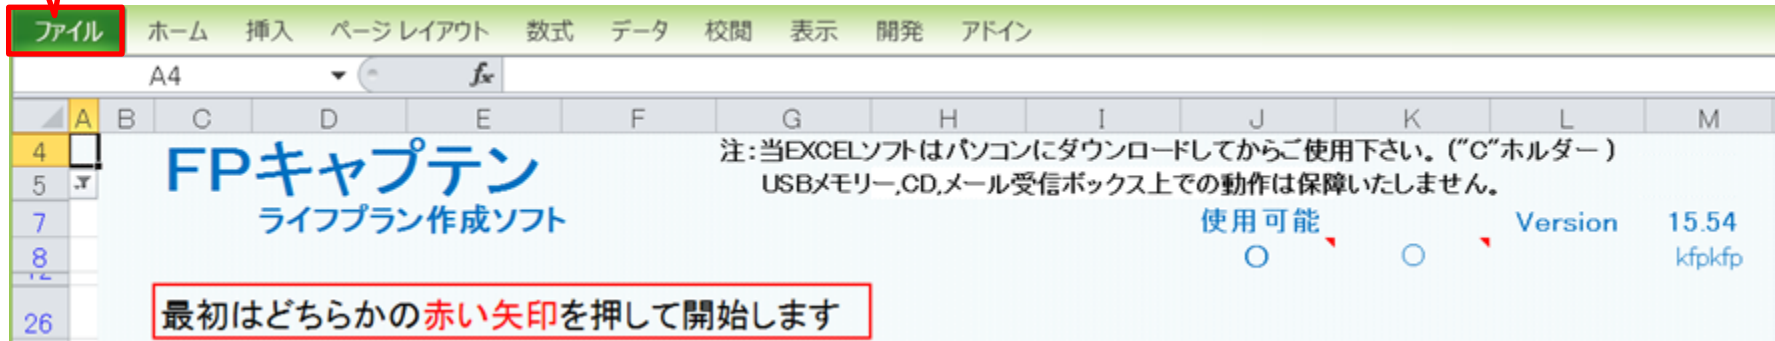 ファイル ホーム 挿入 ページ レイアウト 数式 データ 校閲 表示 開発 アドイン
A4 fx
A B C D E F G H I J K L M
4
FPキャプテン
注:当EXCELソフトはパソコンにダウンロードしてからご使用下さい。("C"ホルダー )
5
USBメモリー,CD,メール受信ボックス上での動作は保障いたしません。
7 ライフプラン作成ソフト 使用可能 Version 15.54
8 ○ ○ kfpkfp
12
26 最初はどちらかの赤い矢印を押して開始します